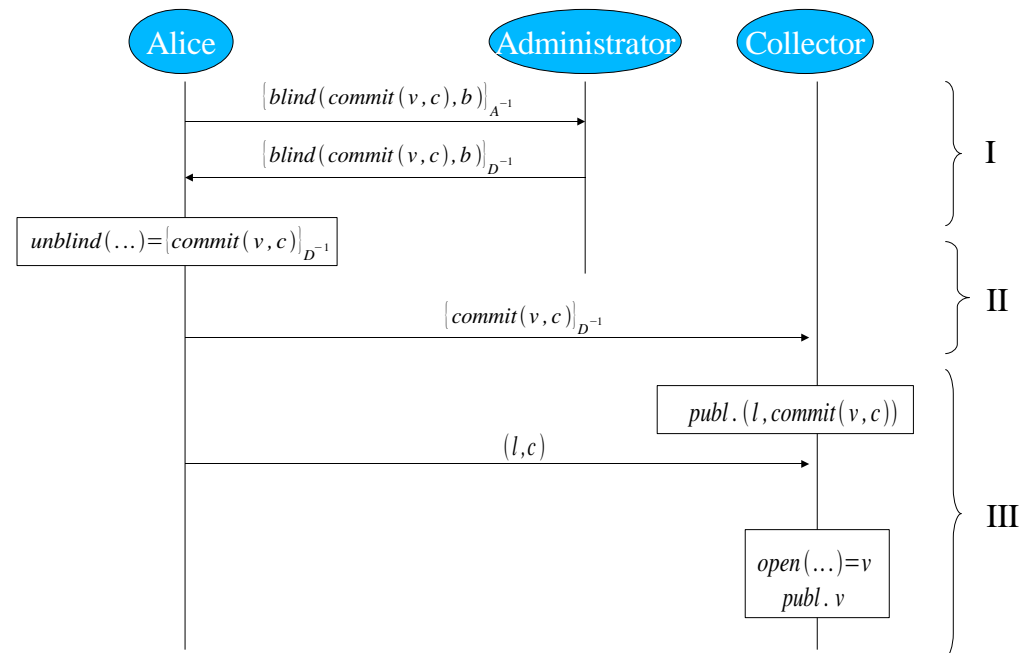 Alice
Administrator
Collector
{blind(commit(v,c),b)}_{A^{-1}}
{blind(commit(v,c),b)}_{D^{-1}}
I
unblind(...)={commit(v,c)}_{D^{-1}}
II
{commit(v,c)}_{D^{-1}}
publ.(l,commit(v,c))
(l,c)
III
open(...)=v
publ.v